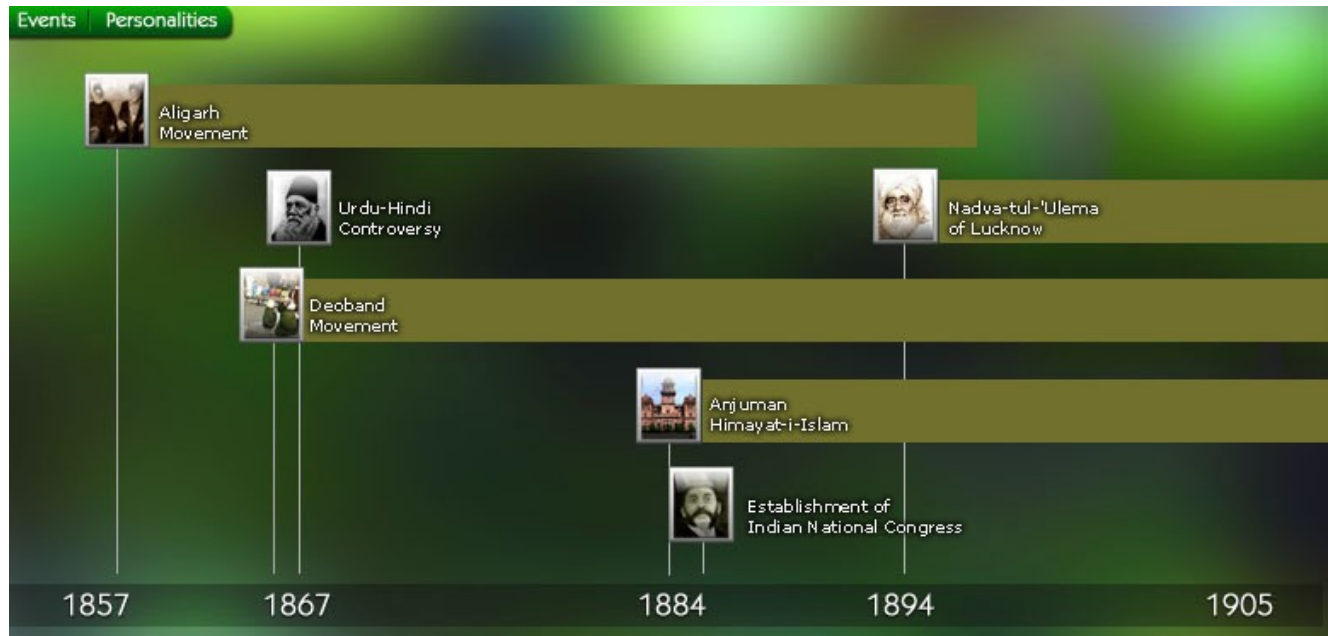 Events Personalities
Aligarh
Movement
Urdu-Hindi
Controversy
Nadva-tul-'Ulema
of Lucknow
Deoband
Movement
Anjuman
Himayat-i-Islam
Establishment of
Indian National Congress
1857 1867 1884 1894 1905